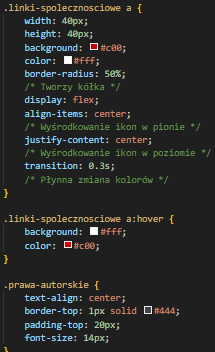 .linki-spolecznosciowe a {
    width: 40px;
    height: 40px;
    background: #c00;
    color: #fff;
    border-radius: 50%;
    /* Tworzy kółka */
    display: flex;
    align-items: center;
    /* Wyśrodkowanie ikon w pionie */
    justify-content: center;
    /* Wyśrodkowanie ikon w poziomie */
    transition: 0.3s;
    /* Płynna zmiana kolorów */
}

.linki-spolecznosciowe a:hover {
    background: #fff;
    color: #c00;
}

.prawa-autorskie {
    text-align: center;
    border-top: 1px solid #444;
    padding-top: 20px;
    font-size: 14px;
}